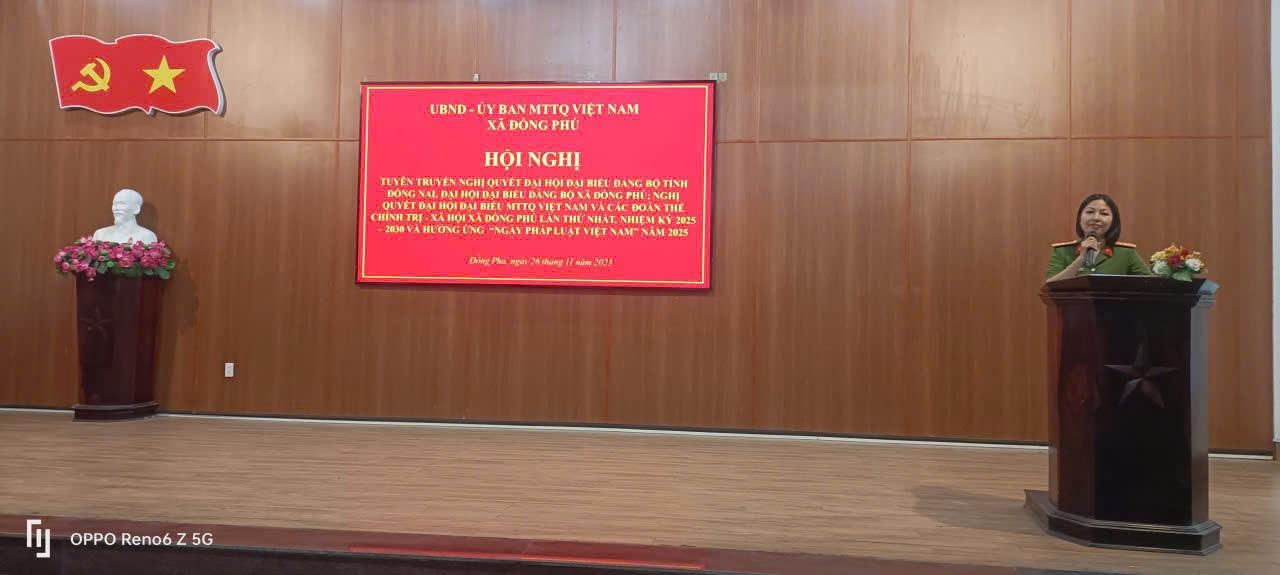 UBND - ỦY BAN MTTQ VIỆT NAM
XÃ ĐỒNG PHÚ
HỘI NGHỊ
TUYÊN TRUYỀN NGHỊ QUYẾT ĐẠI HỘI ĐẠI BIỂU ĐẢNG BỘ TỈNH
ĐỒNG NAI, ĐẠI HỘI ĐẠI BIỂU ĐẢNG BỘ XÃ ĐỒNG PHÚ; NGHỊ
QUYẾT ĐẠI HỘI ĐẠI BIỂU MTTQ VIỆT NAM VÀ CÁC ĐOÀN THỂ
CHÍNH TRỊ - XÃ HỘI XÃ ĐỒNG PHÚ LẦN THỨ NHẤT, NHIỆM KỲ 2025
- 2030 VÀ HƯỞNG ỨNG "NGÀY PHÁP LUẬT VIỆT NAM" NĂM 2025
Đồng Phú, ngày 26 tháng 11 năm 2025
OPPO Reno6 Z 5G